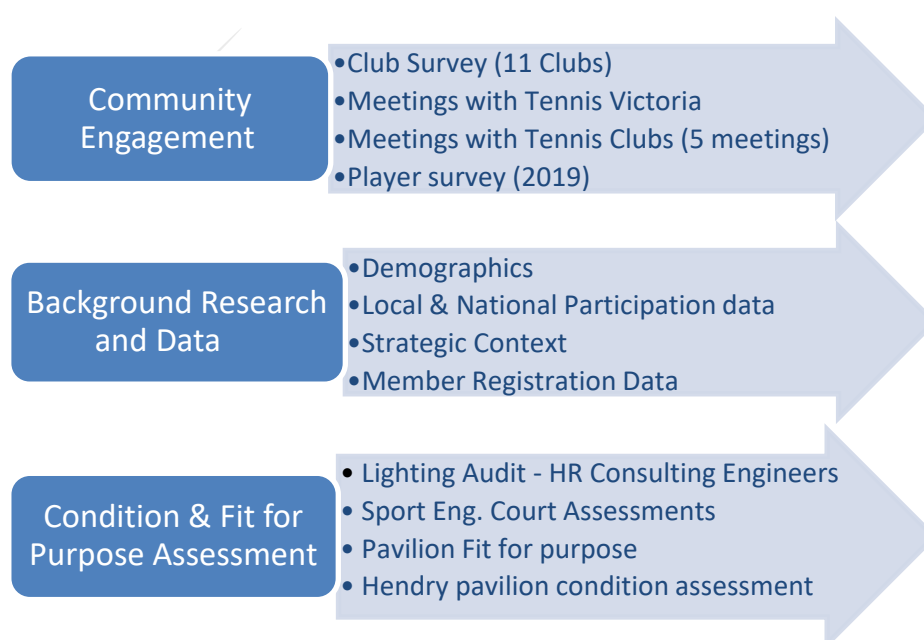 Community
Engagement
•Club Survey (11 Clubs)
•Meetings with Tennis Victoria
•Meetings with Tennis Clubs (5 meetings)
•Player survey (2019)
Background Research
and Data
•Demographics
•Local & National Participation data
•Strategic Context
•Member Registration Data
Condition & Fit for
Purpose Assessment
• Lighting Audit - HR Consulting Engineers
• Sport Eng. Court Assessments
• Pavilion Fit for purpose
• Hendry pavilion condition assessment